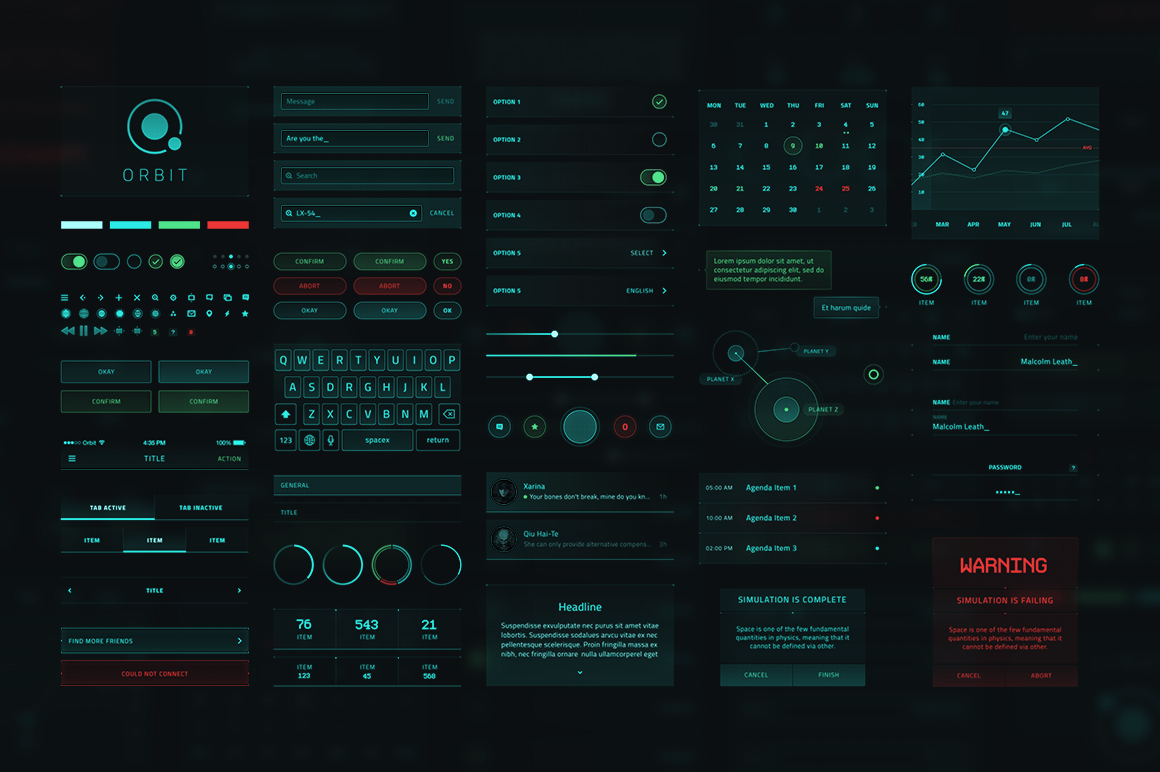 ORBIT
5 ? 8
OKAY OKAY
CONFIRM CONFIRM
Orbit 4:35 PM 100%
TITLE ACTION
TAB ACTIVE TAB INACTIVE
ITEM ITEM ITEM
TITLE
FIND MORE FRIENDS
COULD NOT CONNECT
Message SEND
Are you the_ SEND
Search
LX-54_ CANCEL
CONFIRM CONFIRM YES
ABORT ABORT NO
OKAY OKAY OK
Q W E R T Y U I O P
A S D R G H J K L
Z X C V B N M
123 spacex return
GENERAL
TITLE
76 543 21
ITEM ITEM ITEM
ITEM ITEM ITEM
123 45 568
OPTION 1
OPTION 2
OPTION 3
OPTION 4
OPTION 5 SELECT
OPTION 5 ENGLISH
0
Xarina
Your bones don't break, mine do you kn... 1h
Qiu Hai-Te
She can only provide alternative compens... 3h
Headline
Suspendisse exvulputate nec purus sit amet vitae
lobortis. Suspendisse sodalues arvcu vitae ex nec
pellentesque scelerisque. Proin fringilla massa ex
nibh, nec fringilla ornare nulla ullamcorperel eget
MON TUE WED THU FRI SAT SUN
30 31 1 2 3 4 5
6 7 8 9 10 11 12
13 14 15 16 17 18 19
20 21 22 23 24 25 26
27 28 29 30 1 2 3
Lorem ipsum dolor sit amet, ut
consectetur adipiscing elit, sed do
eiusmod tempor incididunt.
Et harum quide
PLANET Y
PLANET X
PLANET Z
05:00 AM Agenda Item 1
10:00 AM Agenda Item 2
02:00 PM Agenda Item 3
SIMULATION IS COMPLETE
Space is one of the few fundamental
quantities in physics, meaning that it
cannot be defined via other.
CANCEL FINISH
60
47
50
40
AVG
30
20
10
MAR APR MAY JUN JUL
56% 22% 0% 8%
ITEM ITEM ITEM ITEM
NAME Enter your name
NAME Malcolm Leath_
NAME Enter your name
NAME
Malcolm Leath_
PASSWORD ?
WARNING
SIMULATION IS FAILING
Space is one of the few fundamental
quantities in physics, meaning that it
cannot be defined via other.
CANCEL ABORT